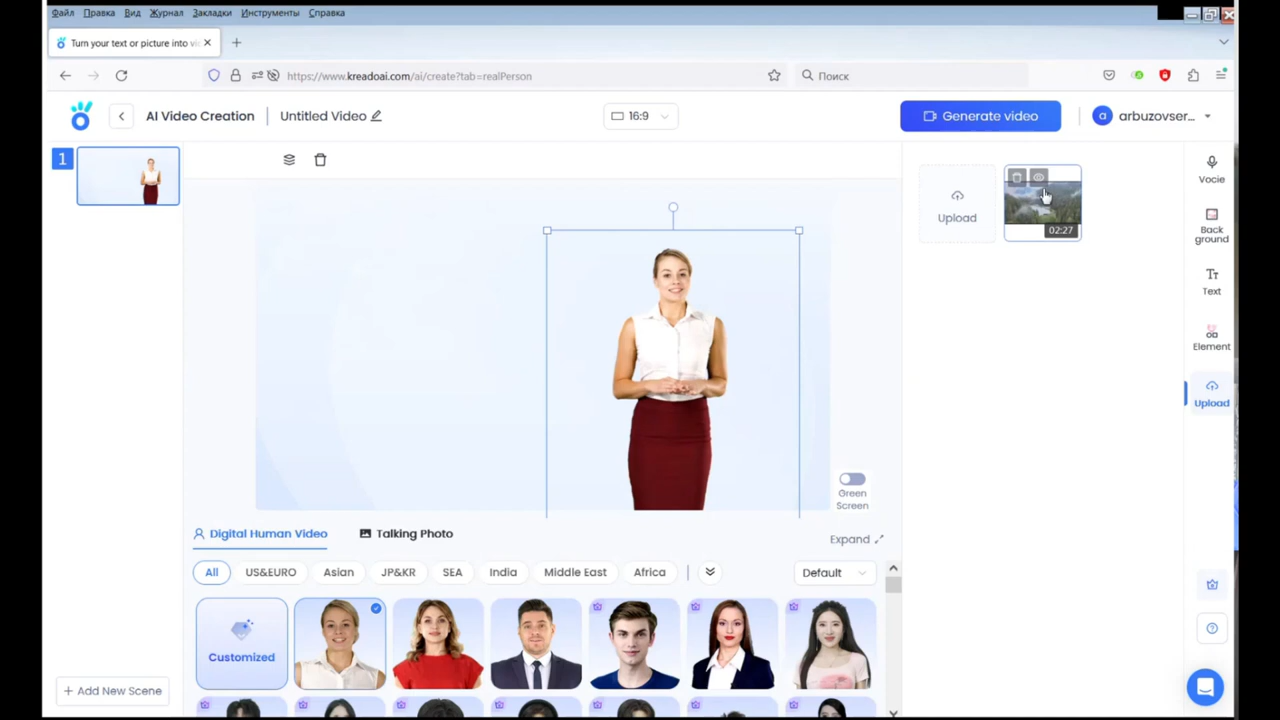 Файл Правка Вид Журнал Закладки Инструменты Справка
Turn your text or picture into vi
https://www.kreadoai.com/ai/create?tab=realPerson
Поиск
AI Video Creation
Untitled Video
16:9
Generate video
a
arbuzovser...
1
Upload
02:27
Vocie
Back
ground
Text
Element
Upload
Green
Screen
Digital Human Video
Talking Photo
Expand
All
US&EURO
Asian
JP&KR
SEA
India
Middle East
Africa
Default
Customized
+ Add New Scene